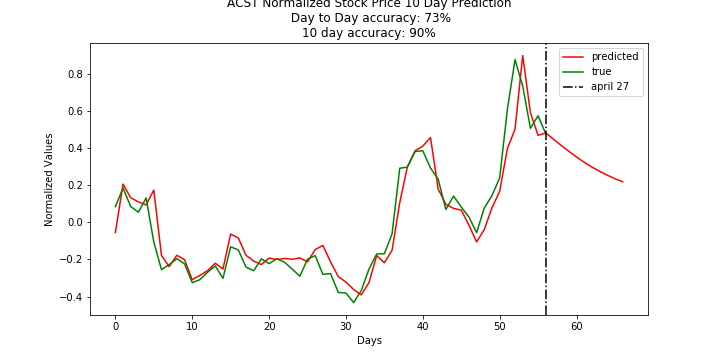 ACST Normalized Stock Price 10 Day Prediction
Day to Day accuracy: 73%
10 day accuracy: 90%
predicted
true
april 27
Normalized Values
0.8
0.6
0.4
0.2
0.0
−0.2
−0.4
0 10 20 30 40 50 60
Days